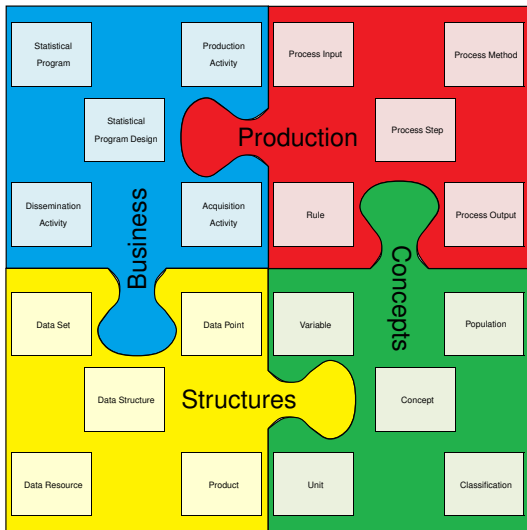 Statistical
Program
Production
Activity
Statistical
Program Design
Dissemination
Activity
Acquisition
Activity
Business
Process Input
Process Method
Process Step
Production
Rule
Process Output
Data Set
Data Point
Data Structure
Structures
Data Resource
Product
Concepts
Variable
Population
Concept
Unit
Classification